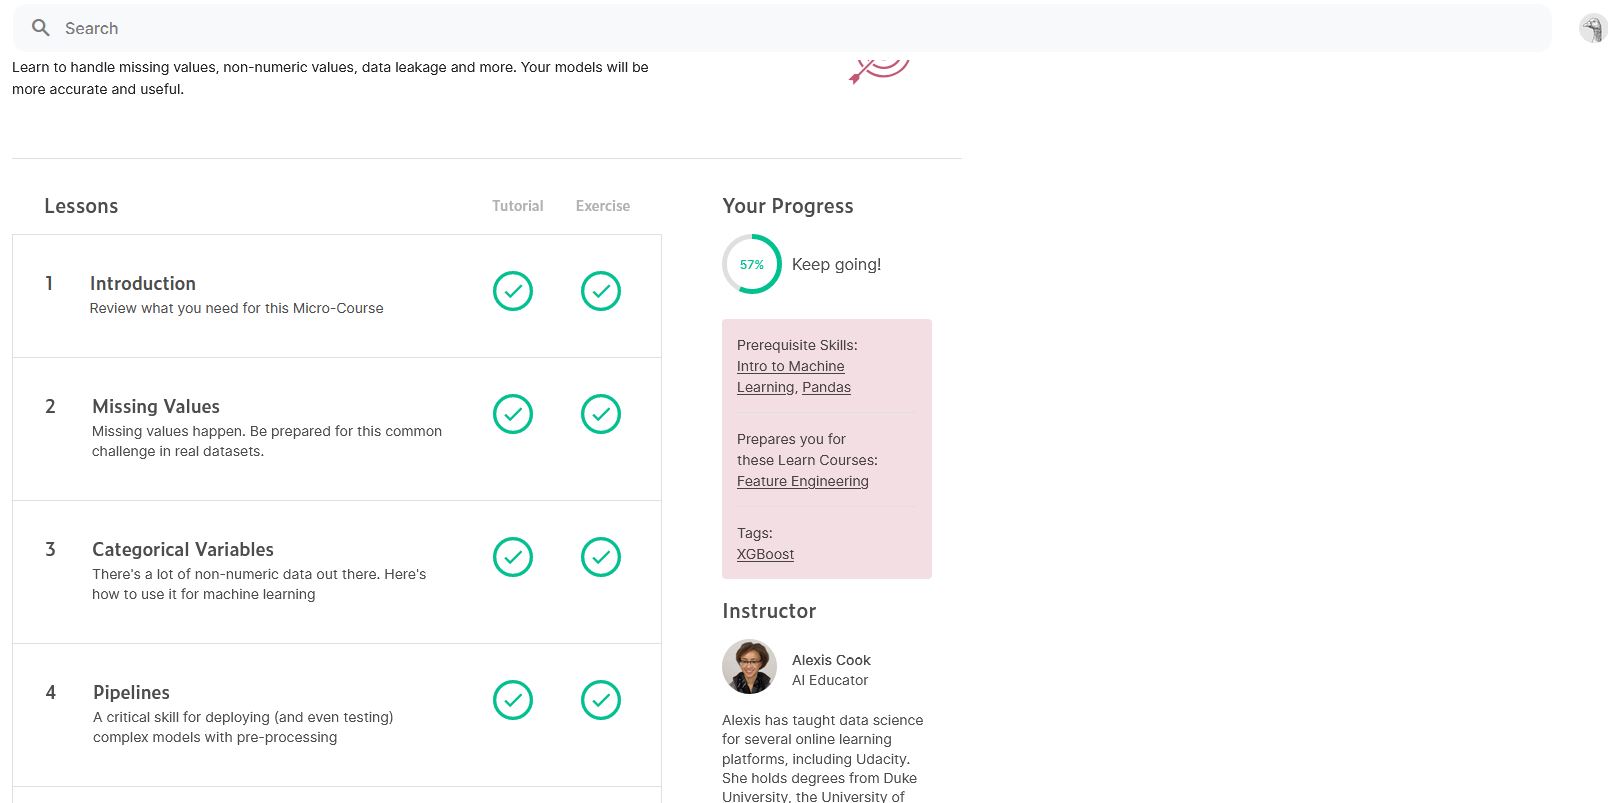 Search
Learn to handle missing values, non-numeric values, data leakage and more. Your models will be
more accurate and useful.
Lessons
Tutorial
Exercise
1
Introduction
Review what you need for this Micro-Course
2
Missing Values
Missing values happen. Be prepared for this common
challenge in real datasets.
3
Categorical Variables
There's a lot of non-numeric data out there. Here's
how to use it for machine learning
4
Pipelines
A critical skill for deploying (and even testing)
complex models with pre-processing
Your Progress
57%
Keep going!
Prerequisite Skills:
Intro to Machine
Learning, Pandas
Prepares you for
these Learn Courses:
Feature Engineering
Tags:
XGBoost
Instructor
Alexis Cook
AI Educator
Alexis has taught data science
for several online learning
platforms, including Udacity.
She holds degrees from Duke
University, the University of